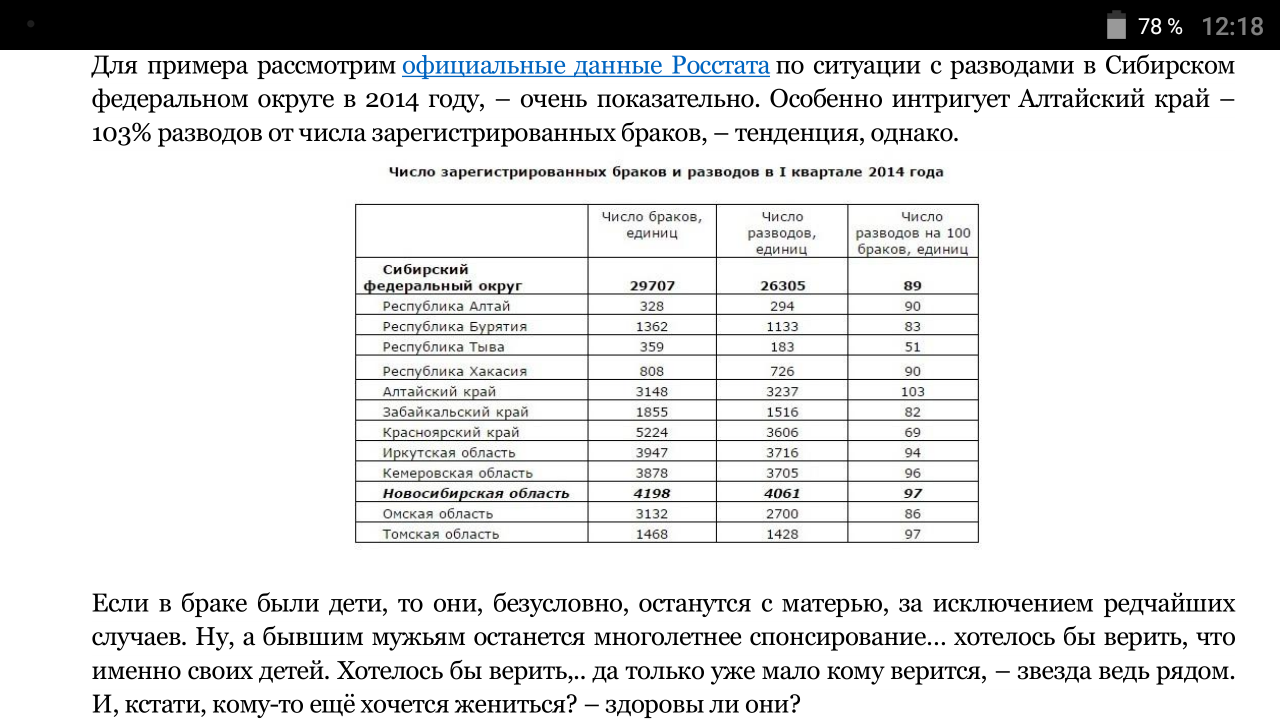 78 % 12:18
Для примера рассмотрим официальные данные Росстата по ситуации с разводами в Сибирском
федеральном округе в 2014 году, – очень показательно. Особенно интригует Алтайский край –
103% разводов от числа зарегистрированных браков, – тенденция, однако.
Число зарегистрированных браков и разводов в I квартале 2014 года
Число браков, единиц
Число разводов, единиц
Число разводов на 100 браков, единиц
Сибирский федеральный округ 29707 26305 89
Республика Алтай 328 294 90
Республика Бурятия 1362 1133 83
Республика Тыва 359 183 51
Республика Хакасия 808 726 90
Алтайский край 3148 3237 103
Забайкальский край 1855 1516 82
Красноярский край 5224 3606 69
Иркутская область 3947 3716 94
Кемеровская область 3878 3705 96
Новосибирская область 4198 4061 97
Омская область 3132 2700 86
Томская область 1468 1428 97
Если в браке были дети, то они, безусловно, останутся с матерью, за исключением редчайших
случаев. Ну, а бывшим мужьям останется многолетнее спонсирование... хотелось бы верить, что
именно своих детей. Хотелось бы верить,.. да только уже мало кому верится, – звезда ведь рядом.
И, кстати, кому-то ещё хочется жениться? – здоровы ли они?